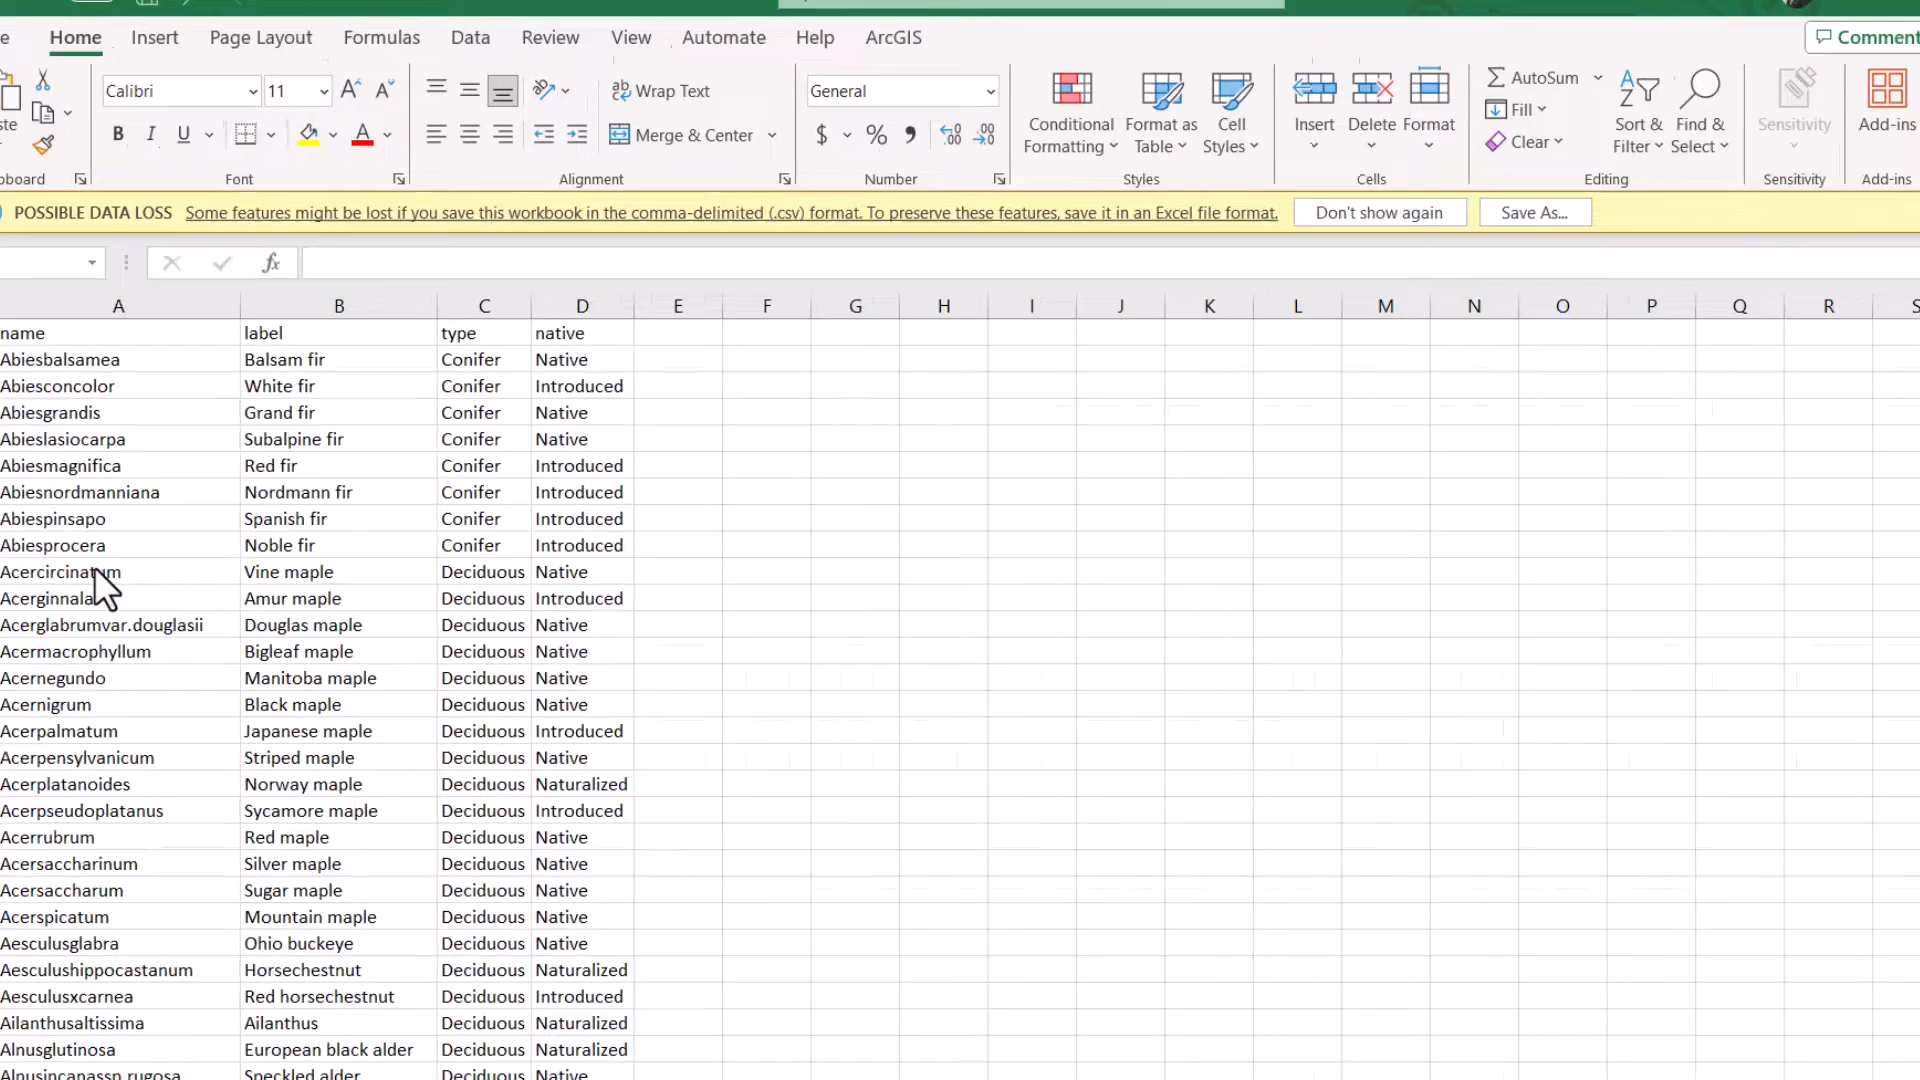 Home Insert Page Layout Formulas Data Review View Automate Help ArcGIS
Calibri 11 Wrap Text General AutoSum
Fill
Merge & Center $ % Conditional Formatting Format as Table Cell Styles Insert Delete Format Clear Sort & Filter Find & Select Sensitivity Add-ins
Font Alignment Number Styles Cells Editing Sensitivity Add-ins
POSSIBLE DATA LOSS Some features might be lost if you save this workbook in the comma-delimited (.csv) format. To preserve these features, save it in an Excel file format. Don't show again Save As...
fx
A B C D E F G H I J K L M N O P Q R S
name label type native
Abiesbalsamea Balsam fir Conifer Native
Abiesconcolor White fir Conifer Introduced
Abiesgrandis Grand fir Conifer Native
Abieslasiocarpa Subalpine fir Conifer Native
Abiesmagnifica Red fir Conifer Introduced
Abiesnordmanniana Nordmann fir Conifer Introduced
Abiespinsapo Spanish fir Conifer Introduced
Abiesprocera Noble fir Conifer Introduced
Acercircinatum Vine maple Deciduous Native
Acerginnala Amur maple Deciduous Introduced
Acerglabrumvar.douglasii Douglas maple Deciduous Native
Acermacrophyllum Bigleaf maple Deciduous Native
Acernegundo Manitoba maple Deciduous Native
Acernigrum Black maple Deciduous Native
Acerpalmatum Japanese maple Deciduous Introduced
Acerpensylvanicum Striped maple Deciduous Native
Acerplatanoides Norway maple Deciduous Naturalized
Acerpseudoplatanus Sycamore maple Deciduous Introduced
Acerrubrum Red maple Deciduous Native
Acersaccharinum Silver maple Deciduous Native
Acersaccharum Sugar maple Deciduous Native
Acerspicatum Mountain maple Deciduous Native
Aesculusglabra Ohio buckeye Deciduous Native
Aesculushippocastanum Horsechestnut Deciduous Naturalized
Aesculusxcarnea Red horsechestnut Deciduous Introduced
Ailanthusaltissima Ailanthus Deciduous Naturalized
Alnusglutinosa European black alder Deciduous Naturalized
Alnusincanassp.rugosa Speckled alder Deciduous Native